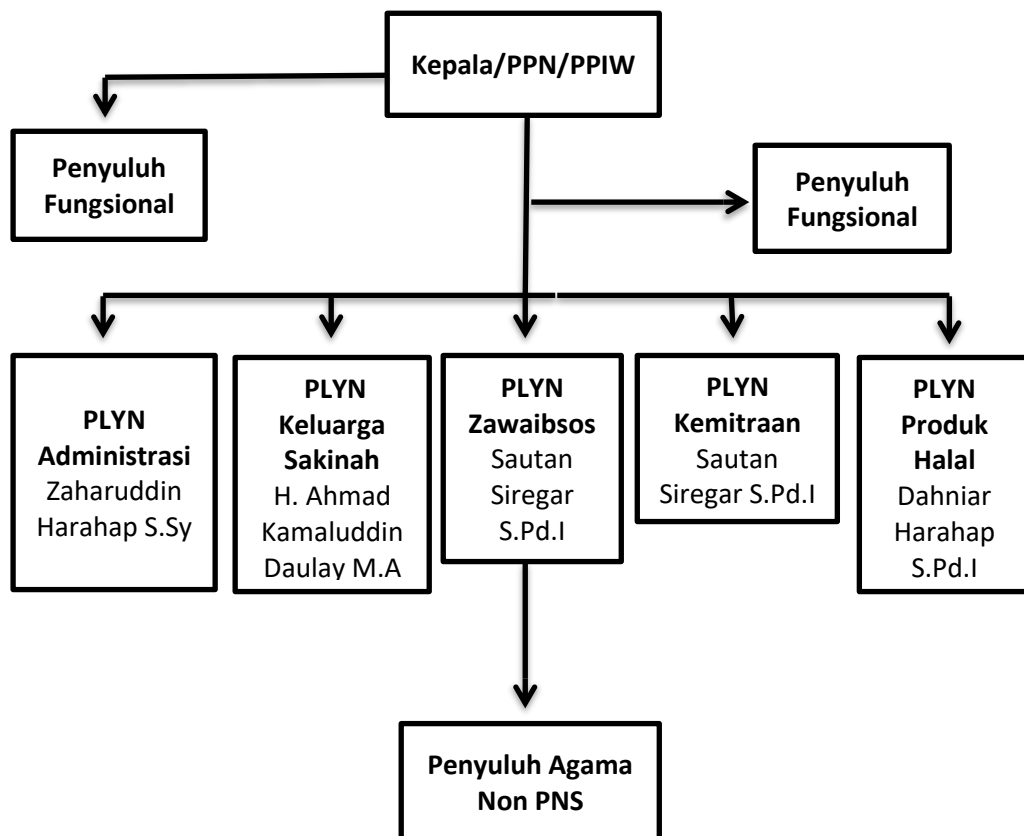 Kepala/PPN/PPIW
Penyuluh
Fungsional
Penyuluh
Fungsional
PLYN
Administrasi
Zaharuddin
Harahap S.Sy
PLYN
Keluarga
Sakinah
H. Ahmad
Kamaluddin
Daulay M.A
PLYN
Zawaibsos
Sautan
Siregar
S.Pd.I
PLYN
Kemitraan
Sautan
Siregar S.Pd.I
PLYN
Produk
Halal
Dahniar
Harahap
S.Pd.I
Penyuluh Agama
Non PNS